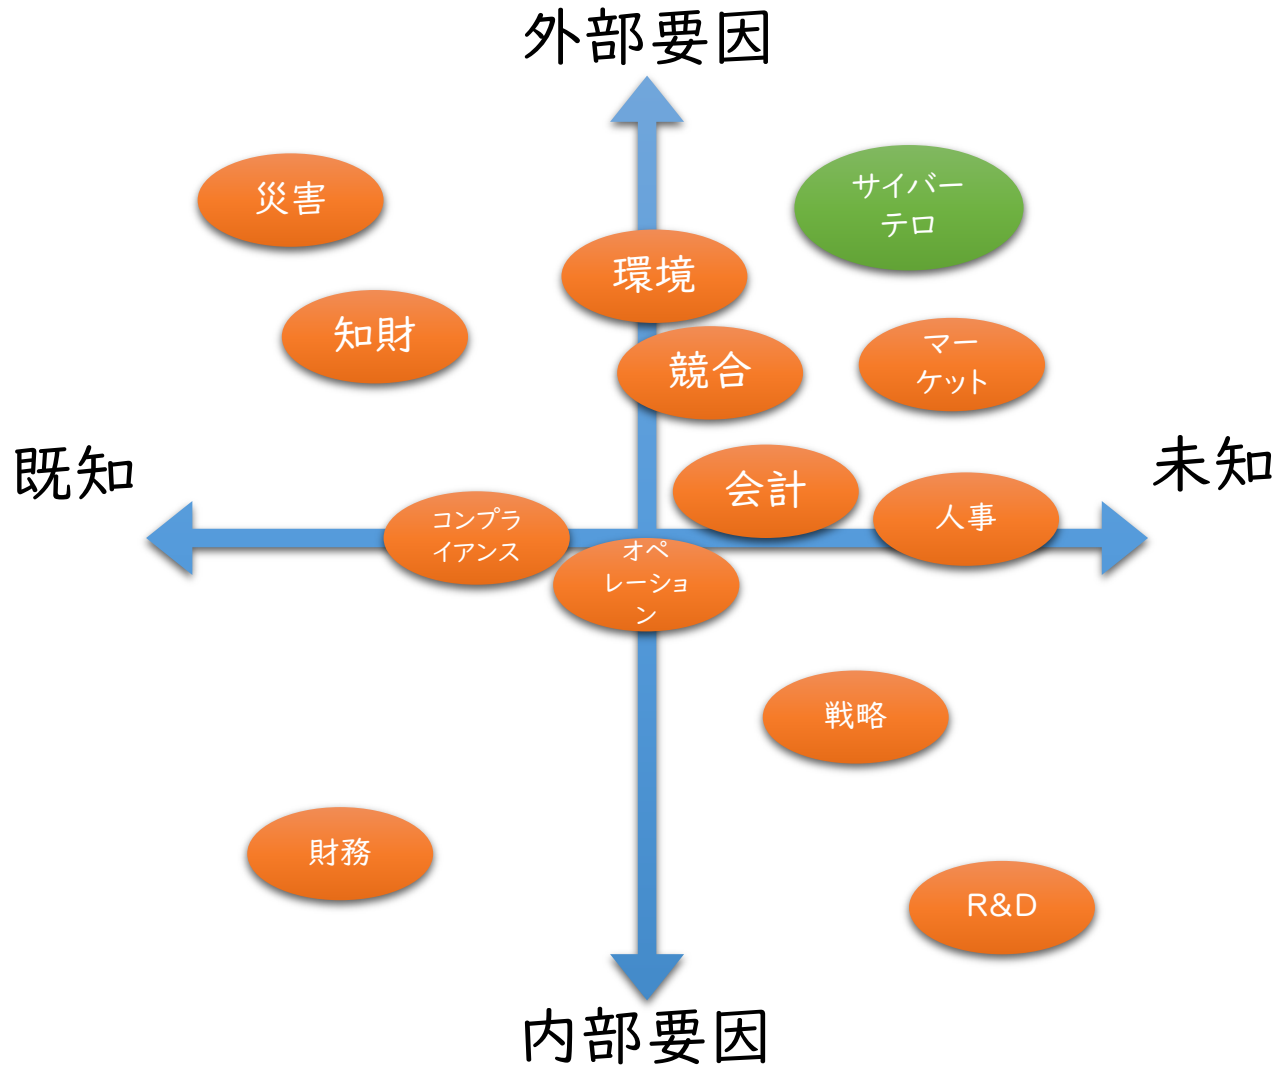 外部要因
災害
サイバー
テロ
環境
知財
競合
マー
ケット
既知
未知
会計
人事
コンプラ
イアンス
オペ
レーショ
ン
戦略
財務
R&D
内部要因